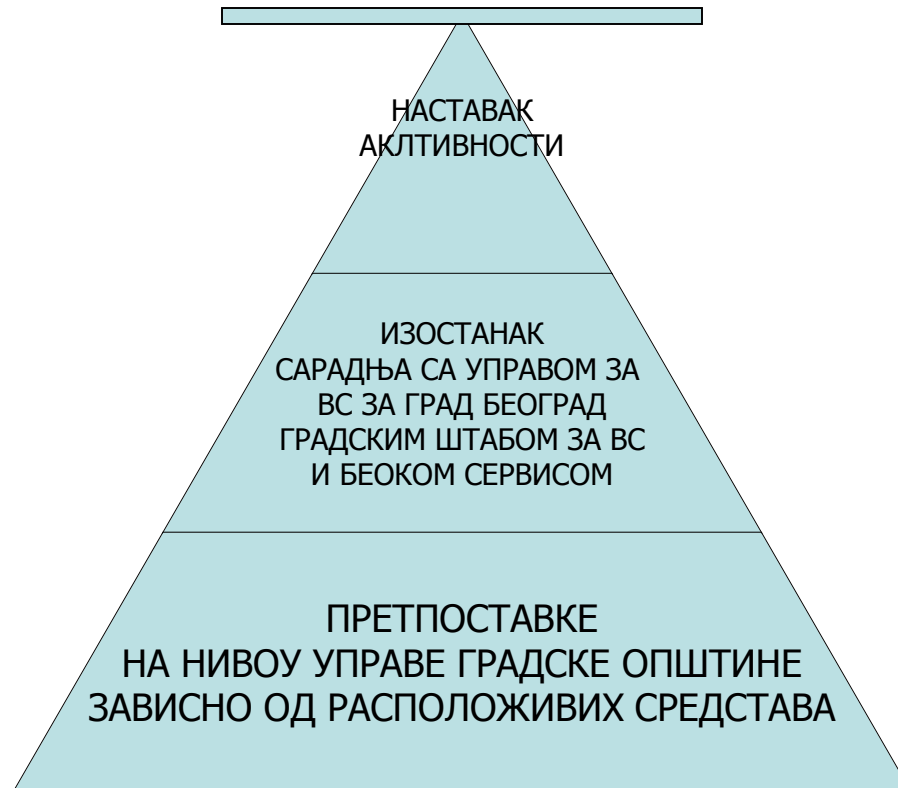 НАСТАВАК
АКЛТИВНОСТИ
ИЗОСТАНАК
САРАДЊА СА УПРАВОМ ЗА
ВС ЗА ГРАД БЕОГРАД
ГРАДСКИМ ШТАБОМ ЗА ВС
И БЕОКОМ СЕРВИСОМ
ПРЕТПОСТАВКЕ
НА НИВОУ УПРАВЕ ГРАДСКЕ ОПШТИНЕ
ЗАВИСНО ОД РАСПОЛОЖИВИХ СРЕДСТАВА